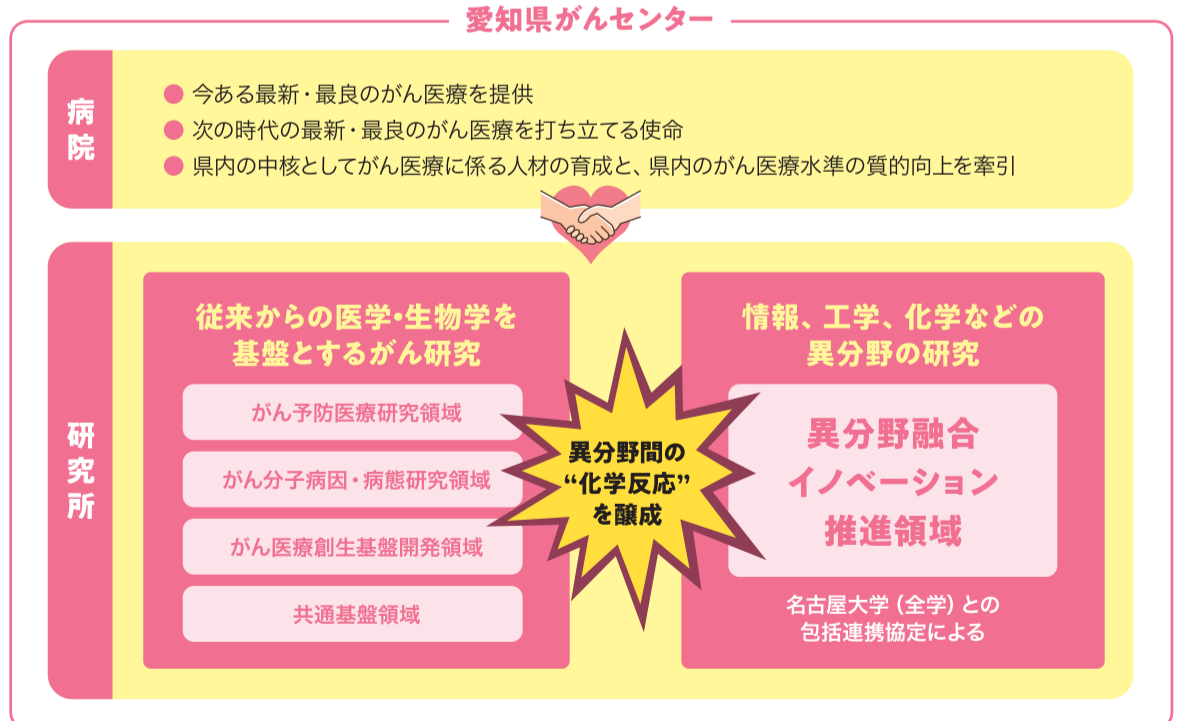 愛知県がんセンター
病院
● 今ある最新・最良のがん医療を提供
● 次の時代の最新・最良のがん医療を打ち立てる使命
● 県内の中核としてがん医療に係る人材の育成と、県内のがん医療水準の質的向上を牽引
研究所
従来からの医学・生物学を
基盤とするがん研究
がん予防医療研究領域
がん分子病因・病態研究領域
がん医療創生基盤開発領域
共通基盤領域
異分野間の
“化学反応”
を醸成
情報、工学、化学などの
異分野の研究
異分野融合
イノベーション
推進領域
名古屋大学（全学）との
包括連携協定による